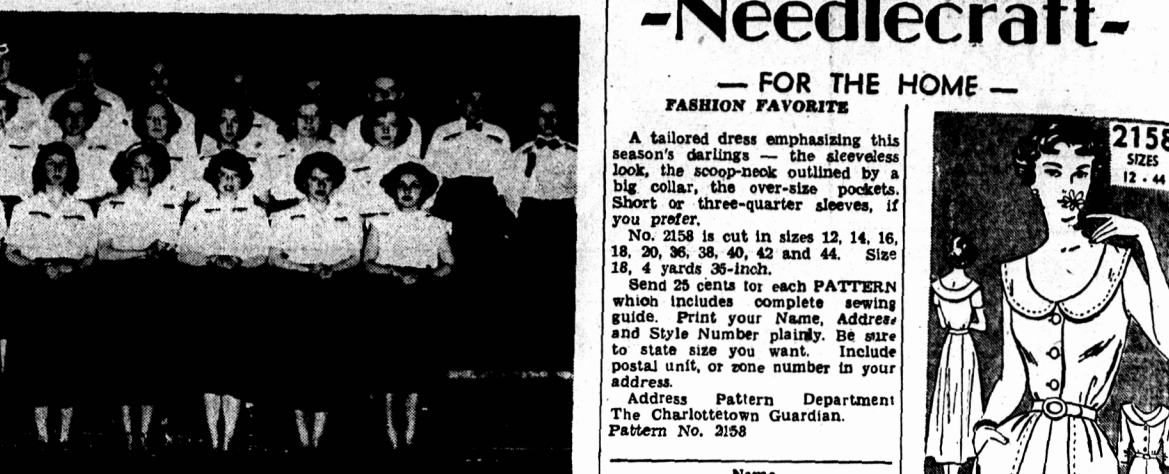 -Needlecraft-
— FOR THE HOME —
FASHION FAVORITE
A tailored dress emphasizing this
season's darlings — the sleeveless
look, the scoop-neck outlined by a
big collar, the over-size pockets.
Short or three-quarter sleeves, if
you prefer.
No. 2158 is cut in sizes 12, 14, 16,
18, 20, 36, 38, 40, 42 and 44. Size
18, 4 yards 35-inch.
Send 25 cents for each PATTERN
which includes complete sewing
guide. Print your Name, Address
and Style Number plainly. Be sure
to state size you want. Include
postal unit, or zone number in your
address.
Address Pattern Department
The Charlottetown Guardian.
Pattern No. 2158
Name
2158
SIZES
12 - 44